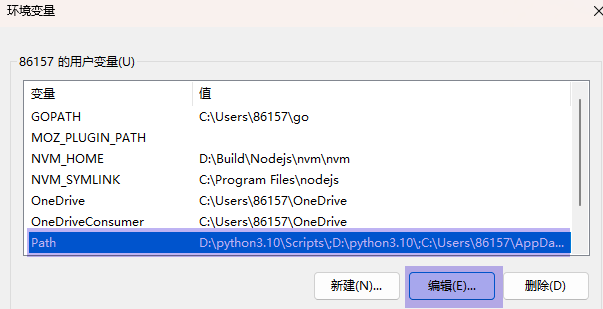 环境变量
86157 的用户变量(U)
变量 值
GOPATH C:\Users\86157\go
MOZ_PLUGIN_PATH
NVM_HOME D:\Build\Nodejs\nvm\nvm
NVM_SYMLINK C:\Program Files\nodejs
OneDrive C:\Users\86157\OneDrive
OneDriveConsumer C:\Users\86157\OneDrive
Path D:\python3.10\Scripts\;D:\python3.10\;C:\Users\86157\AppDa...
新建(N)... 编辑(E)... 删除(D)